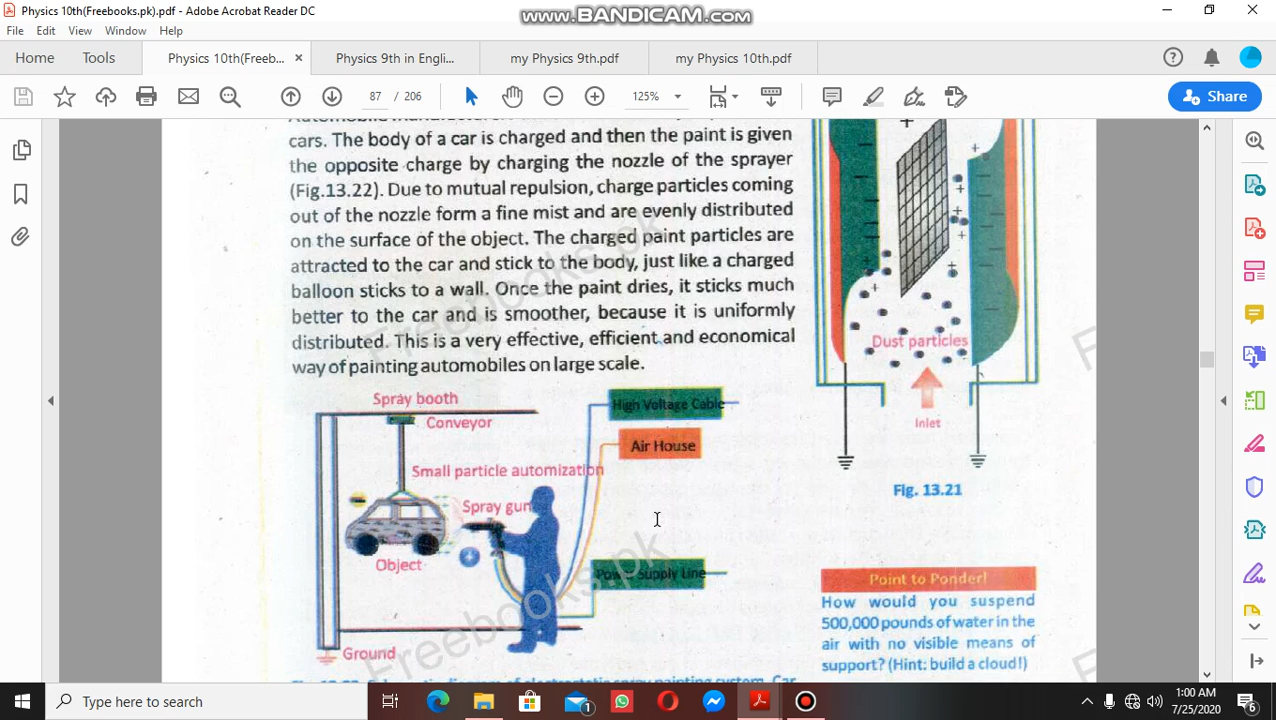 Physics 10th(Freebooks.pk).pdf - Adobe Acrobat Reader DC
www.BANDICAM.com
File Edit View Window Help
Home Tools Physics 10th(Freeb... × Physics 9th in Engli... my Physics 9th.pdf my Physics 10th.pdf
87 / 206 125% Share
cars. The body of a car is charged and then the paint is given
the opposite charge by charging the nozzle of the sprayer
(Fig.13.22). Due to mutual repulsion, charge particles coming
out of the nozzle form a fine mist and are evenly distributed
on the surface of the object. The charged paint particles are
attracted to the car and stick to the body, just like a charged
balloon sticks to a wall. Once the paint dries, it sticks much
better to the car and is smoother, because it is uniformly
distributed. This is a very effective, efficient and economical
way of painting automobiles on large scale.
Freebooks.pk
Spray booth
Conveyor
High Voltage Cable
Air House
Small particle automization
Spray gun
Object
Power Supply Line
Ground
Freebooks.pk
Dust particles
Inlet
Fig. 13.21
Point to Ponder!
How would you suspend
500,000 pounds of water in the
air with no visible means of
support? (Hint: build a cloud!)
Type here to search
1
1:00 AM
7/25/2020
6